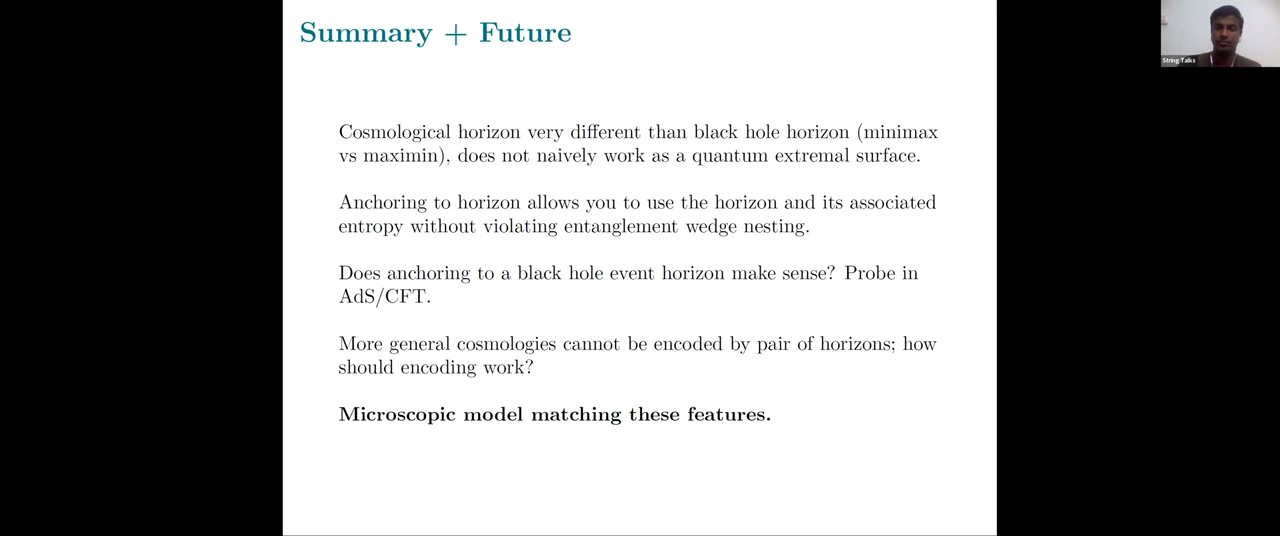 Summary + Future
String Talks
Cosmological horizon very different than black hole horizon (minimax
vs maximin), does not naively work as a quantum extremal surface.
Anchoring to horizon allows you to use the horizon and its associated
entropy without violating entanglement wedge nesting.
Does anchoring to a black hole event horizon make sense? Probe in
AdS/CFT.
More general cosmologies cannot be encoded by pair of horizons; how
should encoding work?
Microscopic model matching these features.